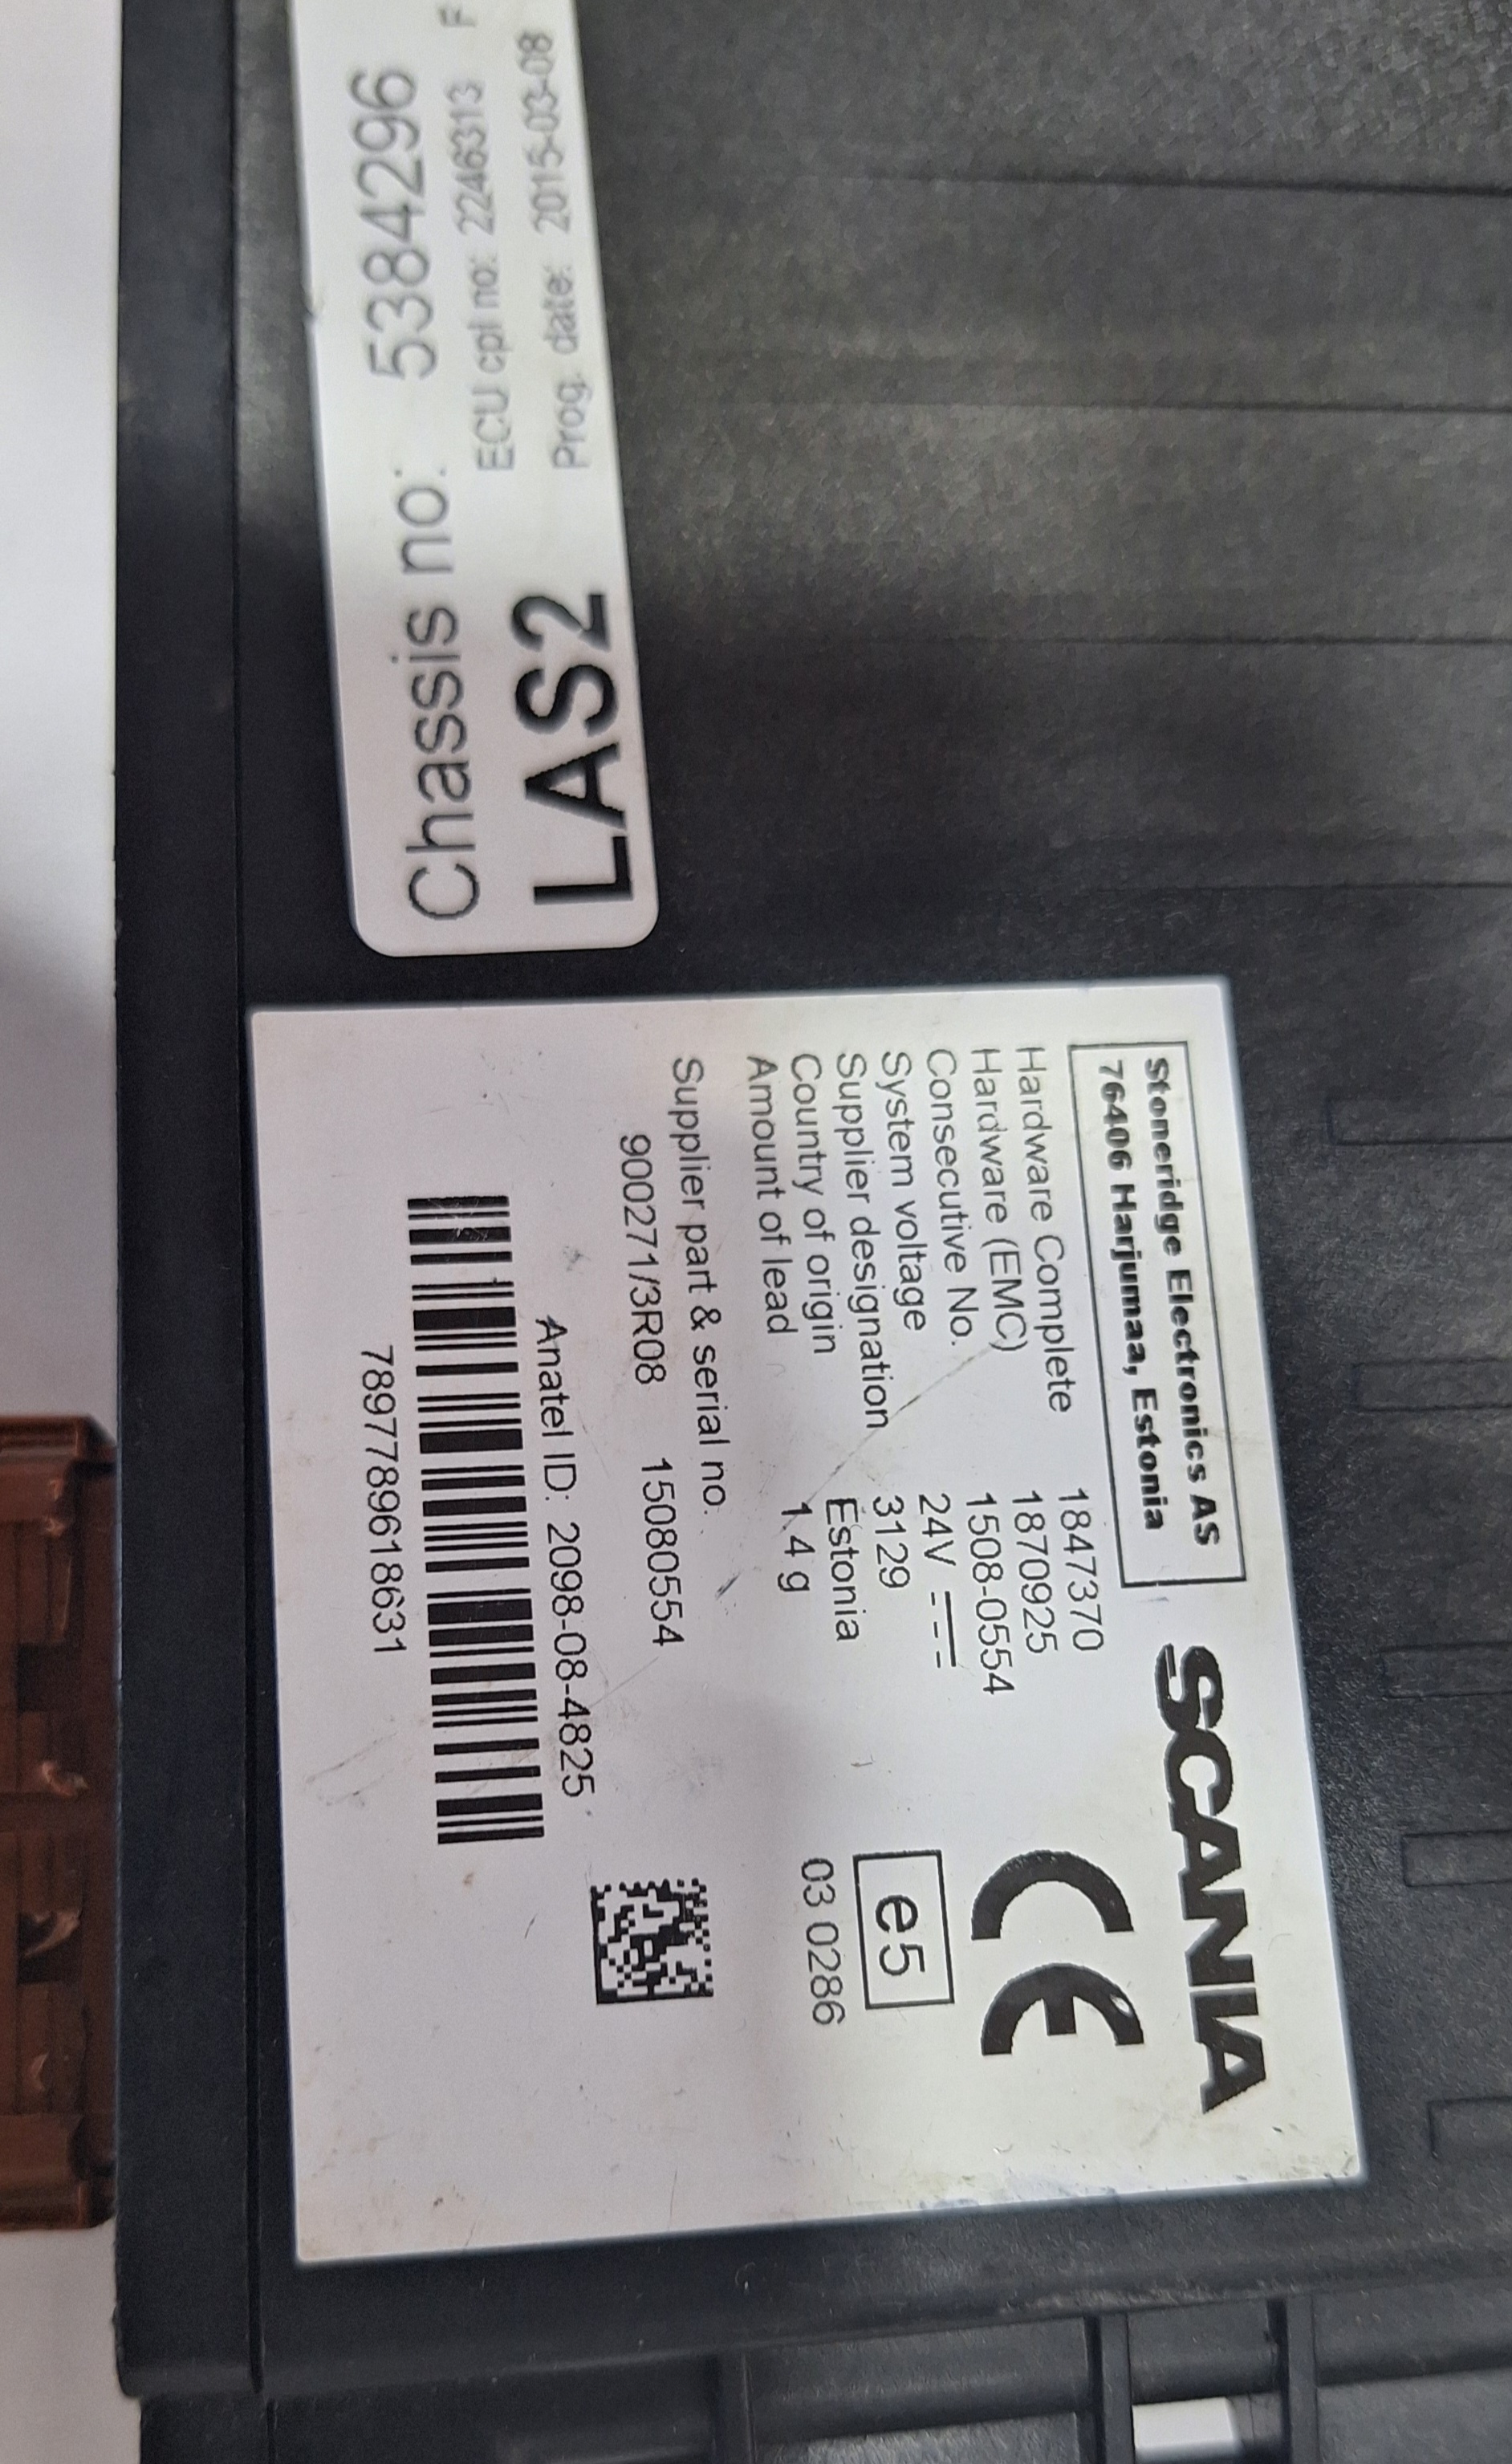 Chassis no: 5384296
ECU cpl no: 2246313 F
LAS2
Prog. date: 2015-03-08
Stoneridge Electronics AS
76406 Harjumaa, Estonia
SCANIA
Hardware Complete 1847370
Hardware (EMC) 1870925
Consecutive No. 1508-0554
System voltage 24V
Supplier designation 3129
Country of origin Estonia
Amount of lead 1.4 g
CE
e5
03 0286
Supplier part & serial no.
900271/3R08 15080554
Anatel ID: 2098-08-4825
7897789618631